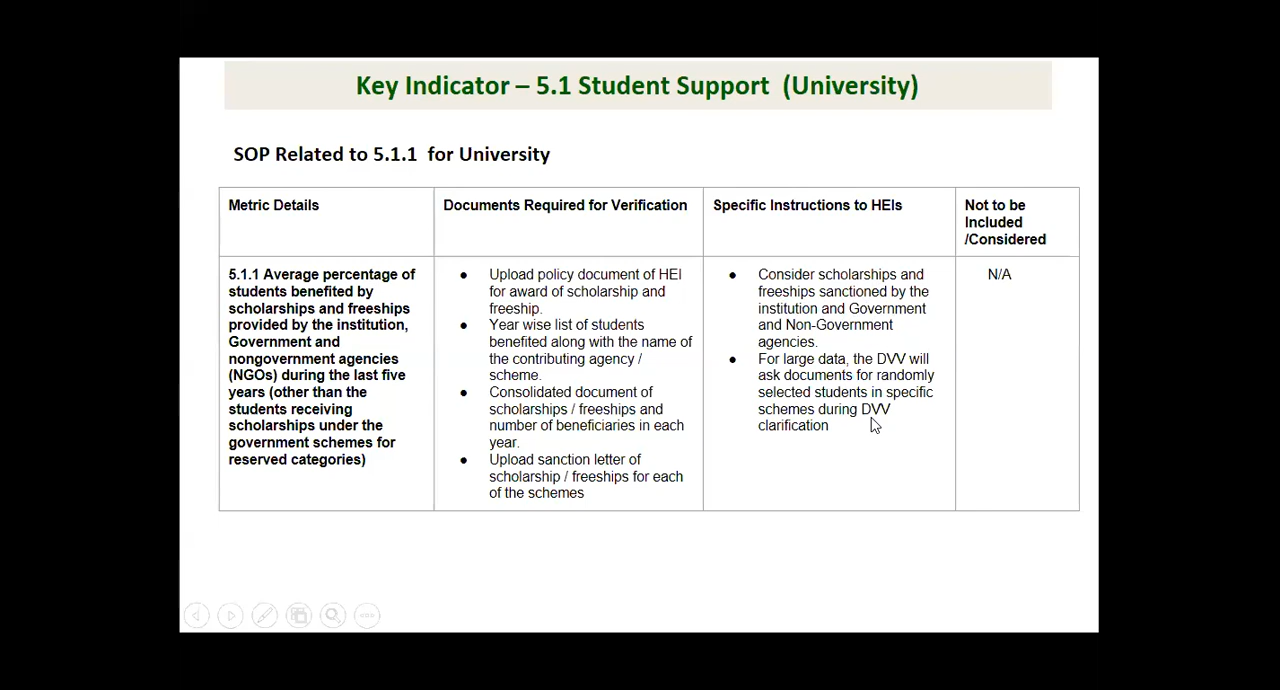 Key Indicator – 5.1 Student Support (University)
SOP Related to 5.1.1 for University
Metric Details
Documents Required for Verification
Specific Instructions to HEIs
Not to be
Included
/Considered
5.1.1 Average percentage of
students benefited by
scholarships and freeships
provided by the institution,
Government and
nongovernment agencies
(NGOs) during the last five
years (other than the
students receiving
scholarships under the
government schemes for
reserved categories)
● Upload policy document of HEI
for award of scholarship and
freeship.
● Year wise list of students
benefited along with the name of
the contributing agency /
scheme.
● Consolidated document of
scholarships / freeships and
number of beneficiaries in each
year.
● Upload sanction letter of
scholarship / freeships for each
of the schemes
● Consider scholarships and
freeships sanctioned by the
institution and Government
and Non-Government
agencies.
● For large data, the DVV will
ask documents for randomly
selected students in specific
schemes during DVV
clarification
N/A